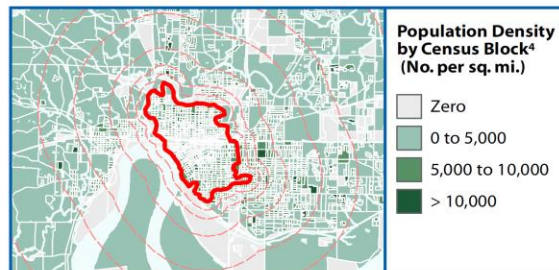 Population Density
by Census Block⁴
(No. per sq. mi.)
Zero
0 to 5,000
5,000 to 10,000
> 10,000